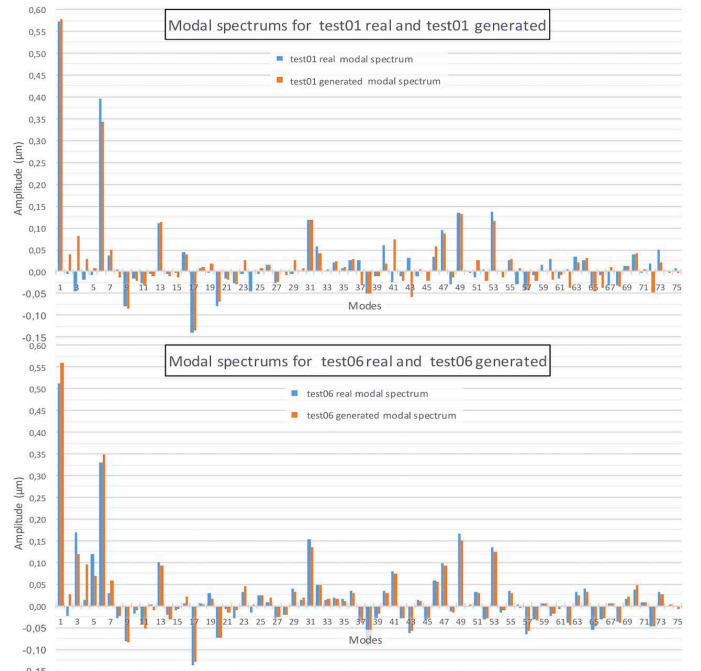 0,60
Modal spectrums for test01 real and test01 generated
0,55
test01 real modal spectrum
0,50
test01 generated modal spectrum
0,45
0,40
0,35
0,30
0,25
0,20
0,15
0,10
0,05
0,00
-0,05
-0,10
-0,15
Amplitude (µm)
1 3 5 7 9 11 13 15 17 19 21 23 25 27 29 31 33 35 37 39 41 43 45 47 49 51 53 55 57 59 61 63 65 67 69 71 73 75
Modes
0,60
Modal spectrums for test06 real and test06 generated
0,55
test06 real modal spectrum
0,50
test06 generated modal spectrum
0,45
0,40
0,35
0,30
0,25
0,20
0,15
0,10
0,05
0,00
-0,05
-0,10
-0,15
Amplitude (µm)
1 3 5 7 9 11 13 15 17 19 21 23 25 27 29 31 33 35 37 39 41 43 45 47 49 51 53 55 57 59 61 63 65 67 69 71 73 75
Modes